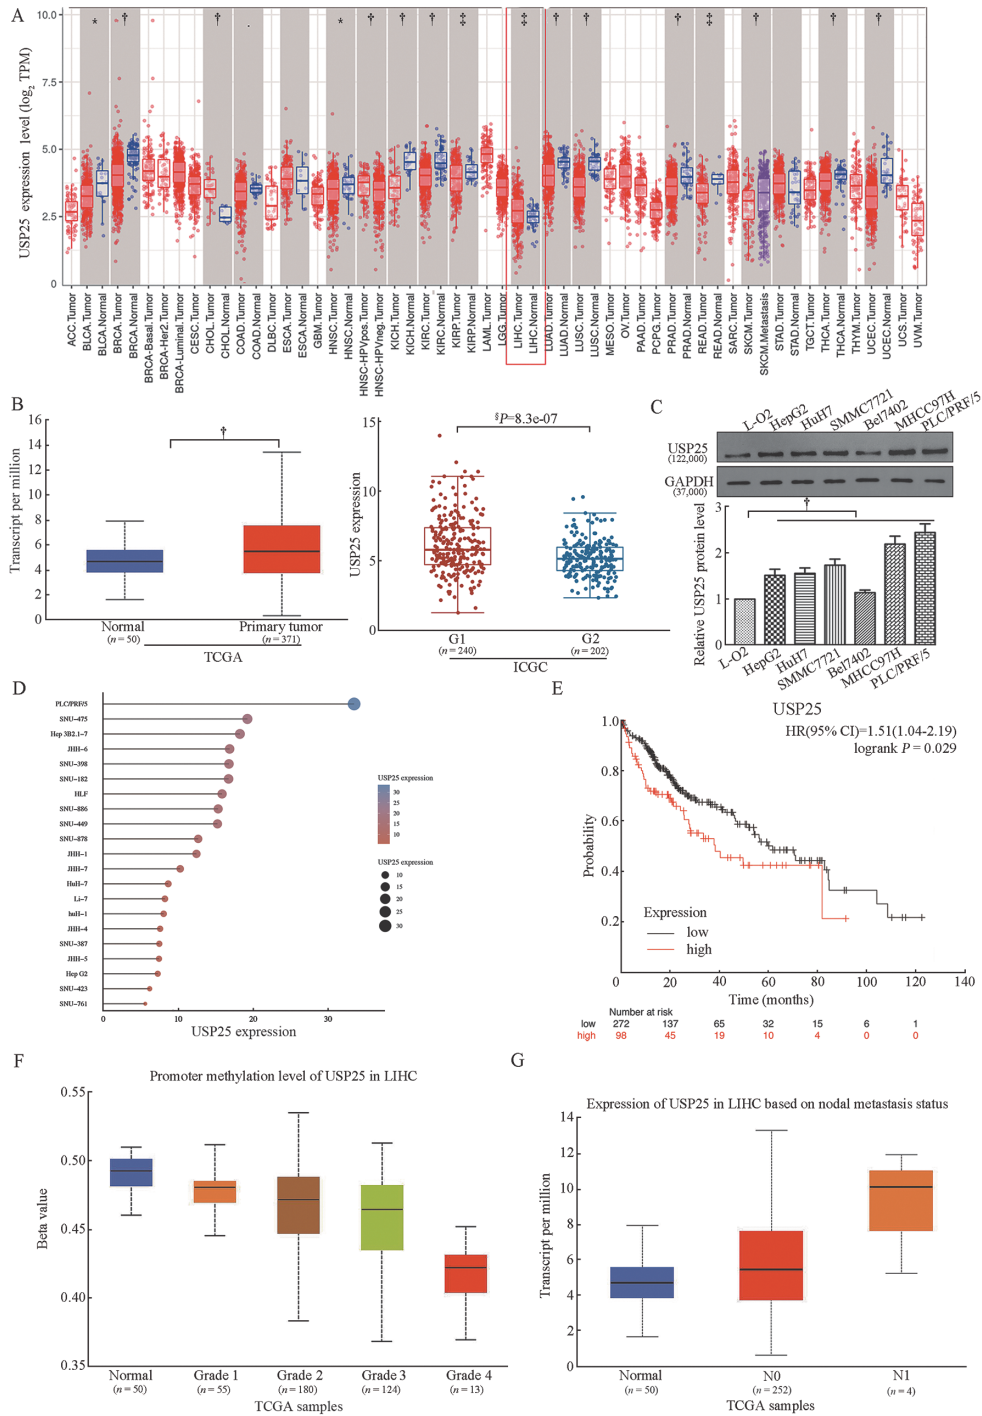 A
USP25 expression level (log2 TPM)
10.0
7.5
5.0
2.5
0
* † † * † † † ‡ ‡ † † † ‡ † † †
ACC.Tumor
BLCA.Tumor
BLCA.Normal
BRCA.Tumor
BRCA.Normal
BRCA-Basal.Tumor
BRCA-Her2.Tumor
BRCA-Luminal.Tumor
CESC.Tumor
CHOL.Tumor
CHOL.Normal
COAD.Tumor
COAD.Normal
DLBC.Tumor
ESCA.Tumor
ESCA.Normal
GBM.Tumor
HNSC.Tumor
HNSC.Normal
HNSC-HPVpos.Tumor
HNSC-HPVneg.Tumor
KICH.Tumor
KICH.Normal
KIRC.Tumor
KIRC.Normal
KIRP.Tumor
KIRP.Normal
LAML.Tumor
LGG.Tumor
LIHC.Tumor
LIHC.Normal
LUAD.Tumor
LUAD.Normal
LUSC.Tumor
LUSC.Normal
MESO.Tumor
OV.Tumor
PAAD.Tumor
PCPG.Tumor
PRAD.Tumor
PRAD.Normal
READ.Tumor
READ.Normal
SARC.Tumor
SKCM.Tumor
SKCM.Metastasis
STAD.Tumor
STAD.Normal
TGCT.Tumor
THCA.Tumor
THCA.Normal
THYM.Tumor
UCEC.Tumor
UCEC.Normal
UCS.Tumor
UVM.Tumor
B
Transcript per million
16
14
12
10
8
6
4
2
0
†
Normal
(n = 50)
Primary tumor
(n = 371)
TCGA
USP25 expression
15
10
5
0
§P=8.3e-07
G1
(n = 240)
G2
(n = 202)
ICGC
C
L-O2
HepG2
HuH7
SMMC7721
Bel7402
MHCC97H
PLC/PRF/5
USP25
(122,000)
GAPDH
(37,000)
Relative USP25 protein level
3
2
1
0
†
L-O2
HepG2
HuH7
SMMC7721
Bel7402
MHCC97H
PLC/PRF/5
D
PLC/PRF/5
SNU−475
Hep 3B2.1−7
JHH−6
SNU−398
SNU−182
HLF
SNU−886
SNU−449
SNU−878
JHH−1
JHH−7
HuH−7
Li−7
huH−1
JHH−4
SNU−387
JHH−5
Hep G2
SNU−423
SNU−761
0 10 20 30
USP25 expression
USP25 expression
30
25
20
15
10
USP25 expression
10
15
20
25
30
E
USP25
HR(95% CI)=1.51(1.04-2.19)
logrank P = 0.029
Probability
1.0
0.8
0.6
0.4
0.2
0
Expression
low
high
0 20 40 60 80 100 120 140
Time (months)
Number at risk
low 272 137 65 32 15 6 1
high 98 45 19 10 4 0 0
F
Promoter methylation level of USP25 in LIHC
Beta value
0.55
0.50
0.45
0.40
0.35
Normal Grade 1 Grade 2 Grade 3 Grade 4
(n = 50) (n = 55) (n = 180) (n = 124) (n = 13)
TCGA samples
G
Expression of USP25 in LIHC based on nodal metastasis status
Transcript per million
14
12
10
8
6
4
2
0
Normal N0 N1
(n = 50) (n = 252) (n = 4)
TCGA samples